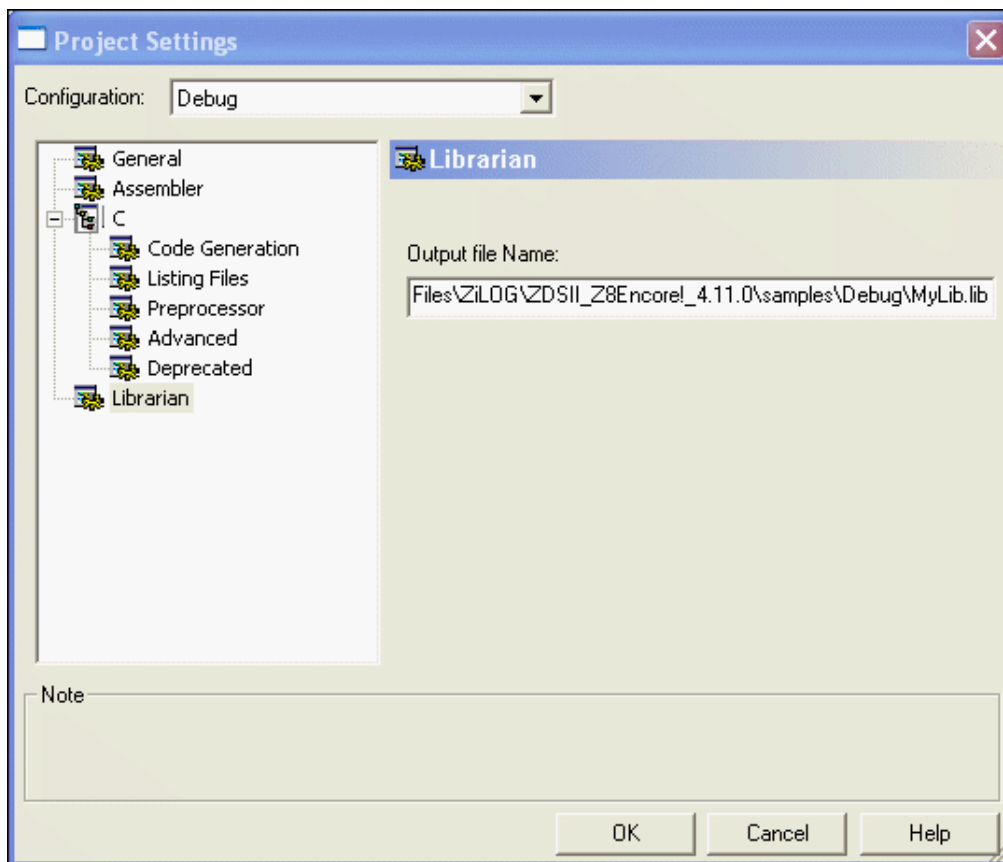 Project Settings
Configuration: Debug
General
Assembler
C
Code Generation
Listing Files
Preprocessor
Advanced
Deprecated
Librarian
Librarian
Output file Name:
Files\ZiLOG\ZDSII_Z8Encore!_4.11.0\samples\Debug\MyLib.lib
Note
OK Cancel Help